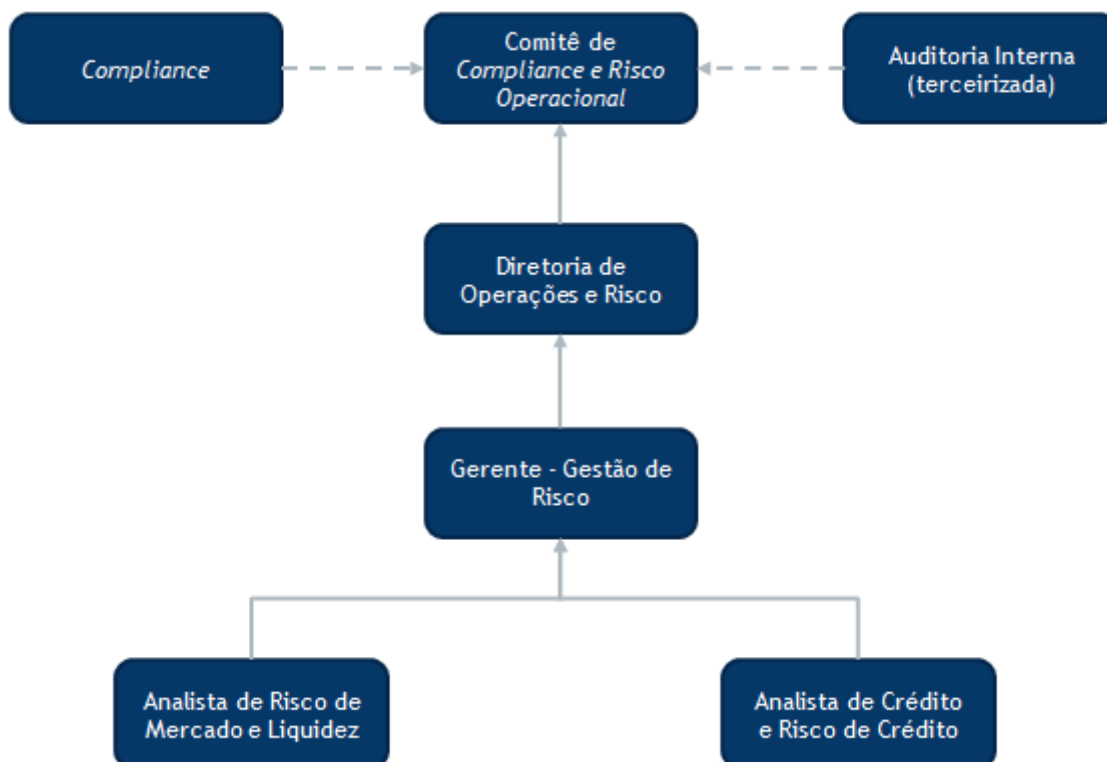 Compliance
Comitê de
Compliance e Risco
Operacional
Auditoria Interna
(terceirizada)
Diretoria de
Operações e Risco
Gerente - Gestão de
Risco
Analista de Risco de
Mercado e Liquidez
Analista de Crédito
e Risco de Crédito